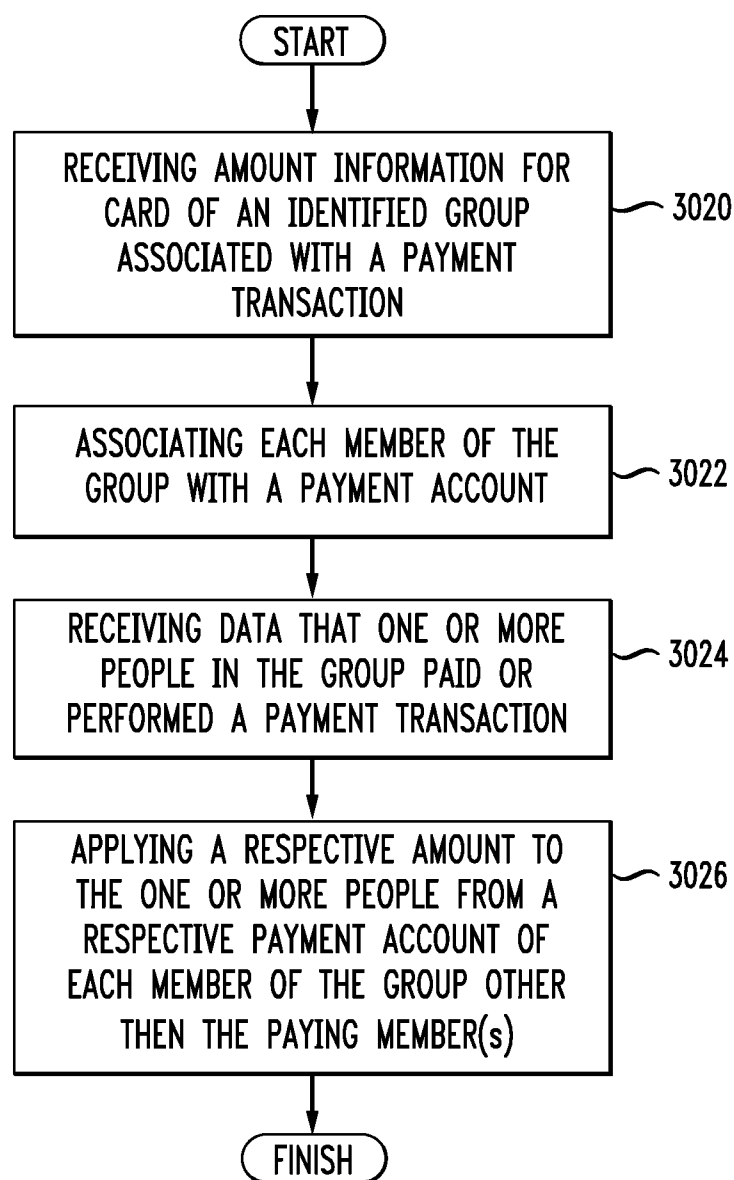 START
RECEIVING AMOUNT INFORMATION FOR
CARD OF AN IDENTIFIED GROUP
ASSOCIATED WITH A PAYMENT
TRANSACTION
3020
ASSOCIATING EACH MEMBER OF THE
GROUP WITH A PAYMENT ACCOUNT
3022
RECEIVING DATA THAT ONE OR MORE
PEOPLE IN THE GROUP PAID OR
PERFORMED A PAYMENT TRANSACTION
3024
APPLYING A RESPECTIVE AMOUNT TO
THE ONE OR MORE PEOPLE FROM A
RESPECTIVE PAYMENT ACCOUNT OF
EACH MEMBER OF THE GROUP OTHER
THEN THE PAYING MEMBER(s)
3026
FINISH